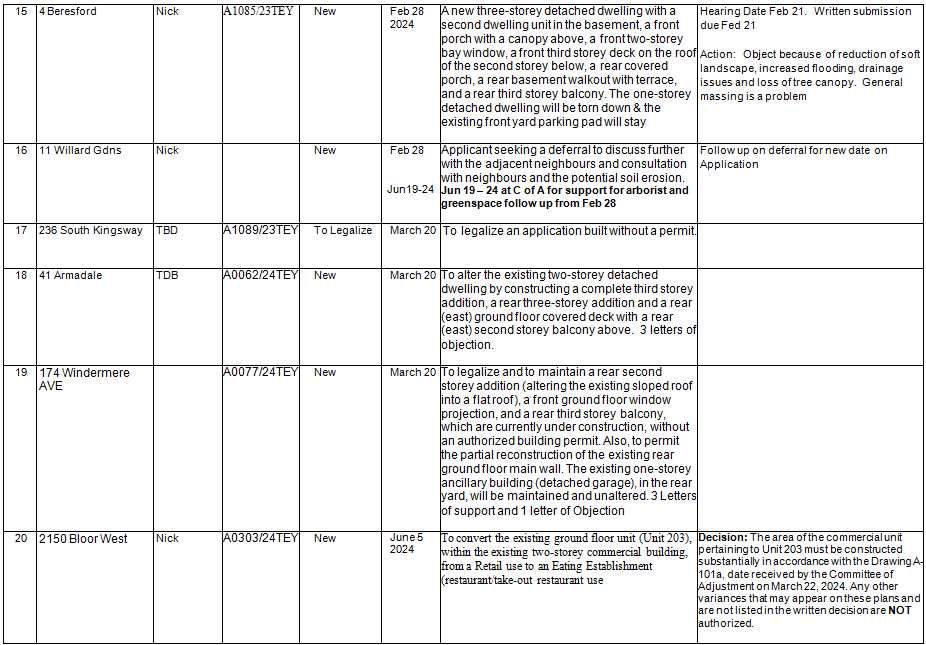 15 4 Beresford Nick A1085/23TEY New Feb 28 2024
A new three-storey detached dwelling with a
second dwelling unit in the basement, a front
porch with a canopy above, a front two-storey
bay window, a front third storey deck on the roof
of the second storey below, a rear covered
porch, a rear basement walkout with terrace,
and a rear third storey balcony. The one-storey
detached dwelling will be torn down & the
existing front yard parking pad will stay
Hearing Date Feb 21. Written submission
due Fed 21
Action: Object because of reduction of soft
landscape, increased flooding, drainage
issues and loss of tree canopy. General
massing is a problem
16 11 Willard Gdns Nick New Feb 28
Jun19-24
Applicant seeking a deferral to discuss further
with the adjacent neighbours and consultation
with neighbours and the potential soil erosion.
Jun 19 – 24 at C of A for support for arborist and
greenspace follow up from Feb 28
Follow up on deferral for new date on
Application
17 236 South Kingsway TBD A1089/23TEY To Legalize March 20 To legalize an application built without a permit.
18 41 Armadale TDB A0062/24TEY New March 20
To alter the existing two-storey detached
dwelling by constructing a complete third storey
addition, a rear three-storey addition and a rear
(east) ground floor covered deck with a rear
(east) second storey balcony above. 3 letters of
objection.
19 174 Windermere
AVE
A0077/24TEY New March 20
To legalize and to maintain a rear second
storey addition (altering the existing sloped roof
into a flat roof), a front ground floor window
projection, and a rear third storey balcony,
which are currently under construction, without
an authorized building permit. Also, to permit
the partial reconstruction of the existing rear
ground floor main wall. The existing one-storey
ancillary building (detached garage), in the rear
yard, will be maintained and unaltered. 3 Letters
of support and 1 letter of Objection
20 2150 Bloor West Nick A0303/24TEY New June 5
2024
To convert the existing ground floor unit (Unit 203),
within the existing two-storey commercial building,
from a Retail use to an Eating Establishment
(restaurant/take-out restaurant use
Decision: The area of the commercial unit
pertaining to Unit 203 must be constructed
substantially in accordance with the Drawing A-
101a, date received by the Committee of
Adjustment on March 22, 2024. Any other
variances that may appear on these plans and
are not listed in the written decision are NOT
authorized.